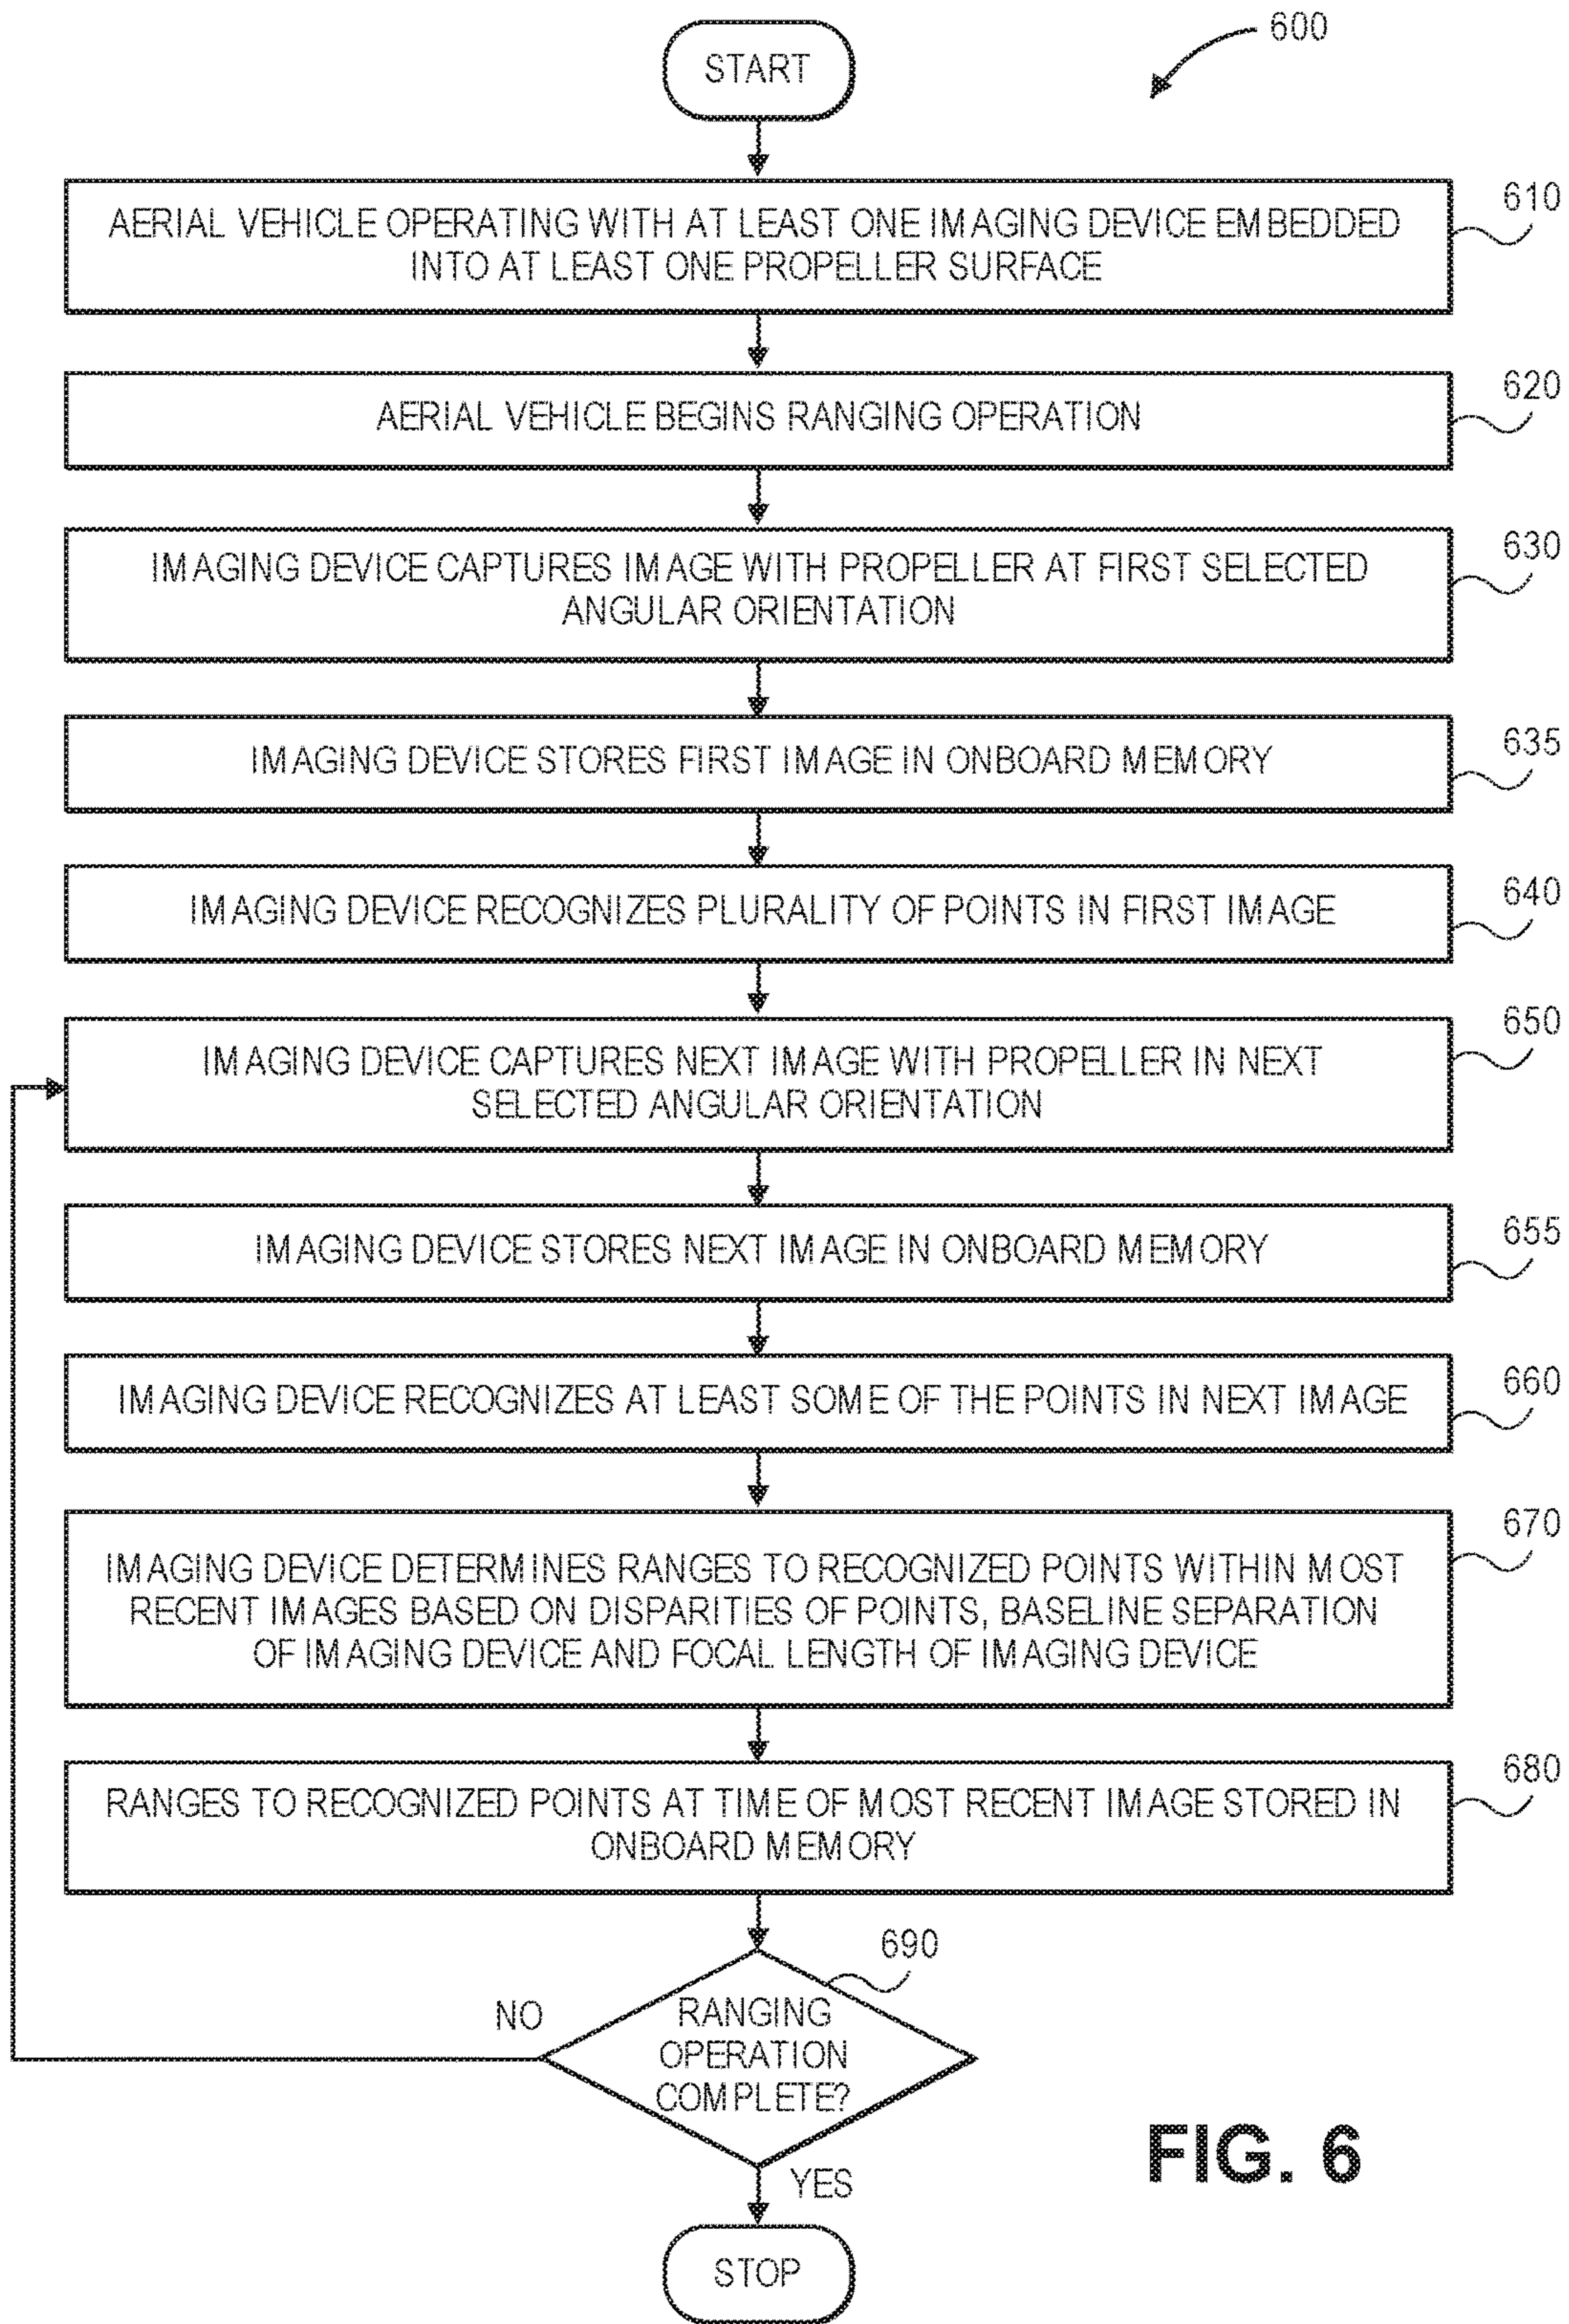 600
START
610
AERIAL VEHICLE OPERATING WITH AT LEAST ONE IMAGING DEVICE EMBEDDED
INTO AT LEAST ONE PROPELLER SURFACE
620
AERIAL VEHICLE BEGINS RANGING OPERATION
630
IMAGING DEVICE CAPTURES IMAGE WITH PROPELLER AT FIRST SELECTED
ANGULAR ORIENTATION
635
IMAGING DEVICE STORES FIRST IMAGE IN ONBOARD MEMORY
640
IMAGING DEVICE RECOGNIZES PLURALITY OF POINTS IN FIRST IMAGE
650
IMAGING DEVICE CAPTURES NEXT IMAGE WITH PROPELLER IN NEXT
SELECTED ANGULAR ORIENTATION
655
IMAGING DEVICE STORES NEXT IMAGE IN ONBOARD MEMORY
660
IMAGING DEVICE RECOGNIZES AT LEAST SOME OF THE POINTS IN NEXT IMAGE
670
IMAGING DEVICE DETERMINES RANGES TO RECOGNIZED POINTS WITHIN MOST
RECENT IMAGES BASED ON DISPARITIES OF POINTS, BASELINE SEPARATION
OF IMAGING DEVICE AND FOCAL LENGTH OF IMAGING DEVICE
680
RANGES TO RECOGNIZED POINTS AT TIME OF MOST RECENT IMAGE STORED IN
ONBOARD MEMORY
690
NO
RANGING
OPERATION
COMPLETE?
YES
FIG. 6
STOP